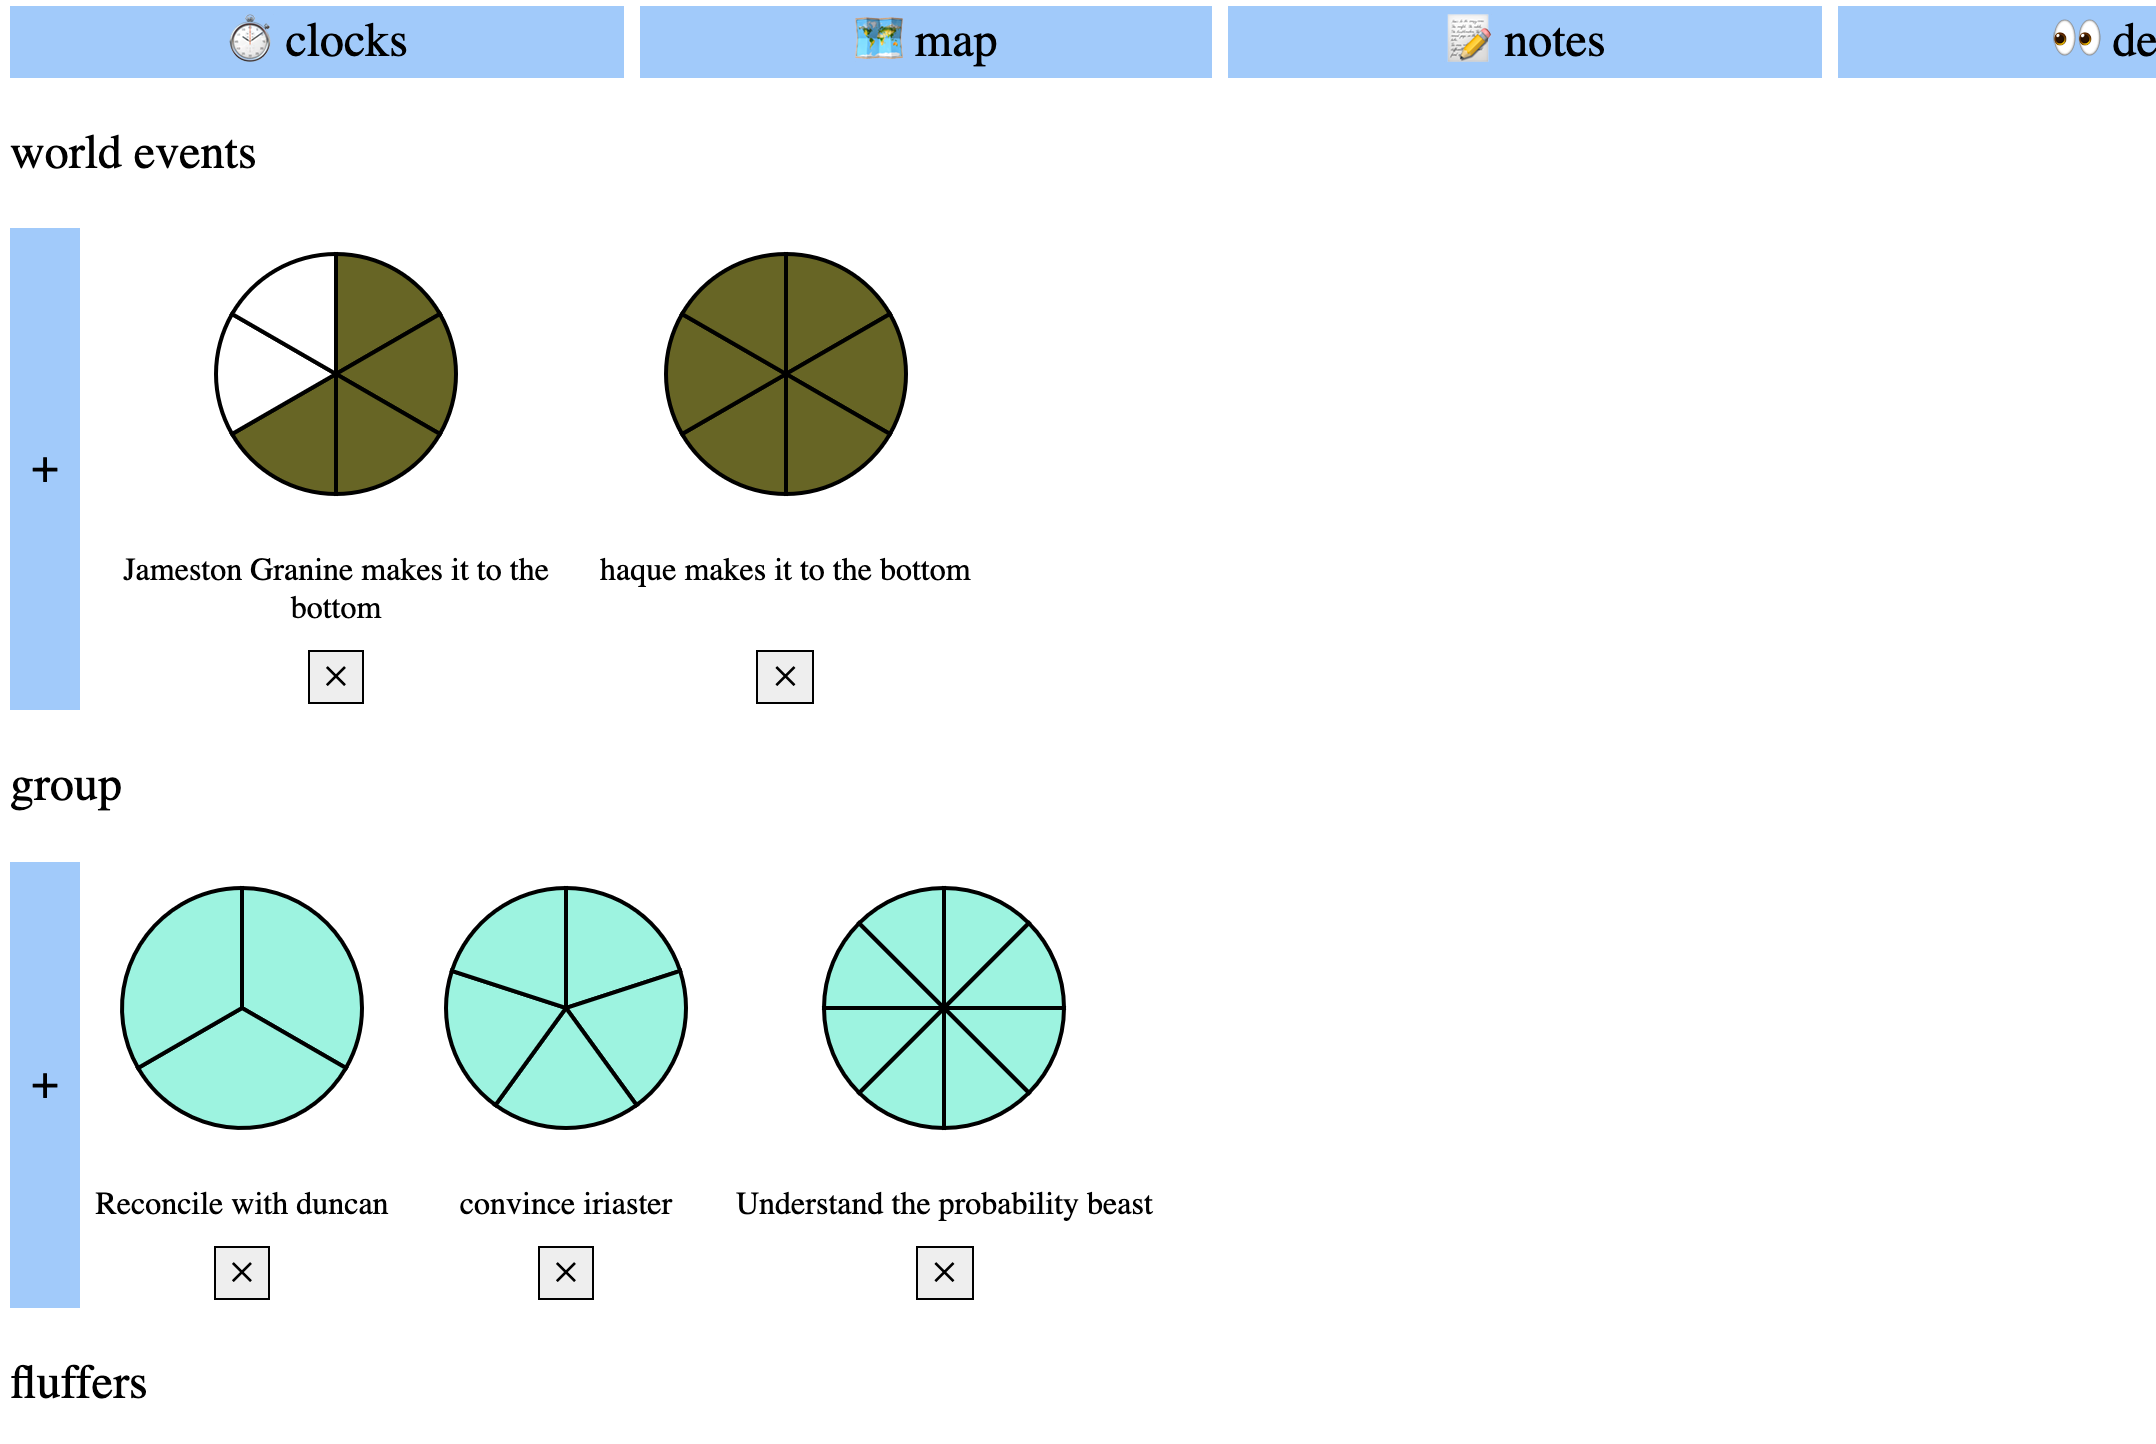 clocks
map
notes
de
world events
+
Jameston Granine makes it to the
bottom
haque makes it to the bottom
×
×
group
+
Reconcile with duncan
convince iriaster
Understand the probability beast
×
×
×
fluffers